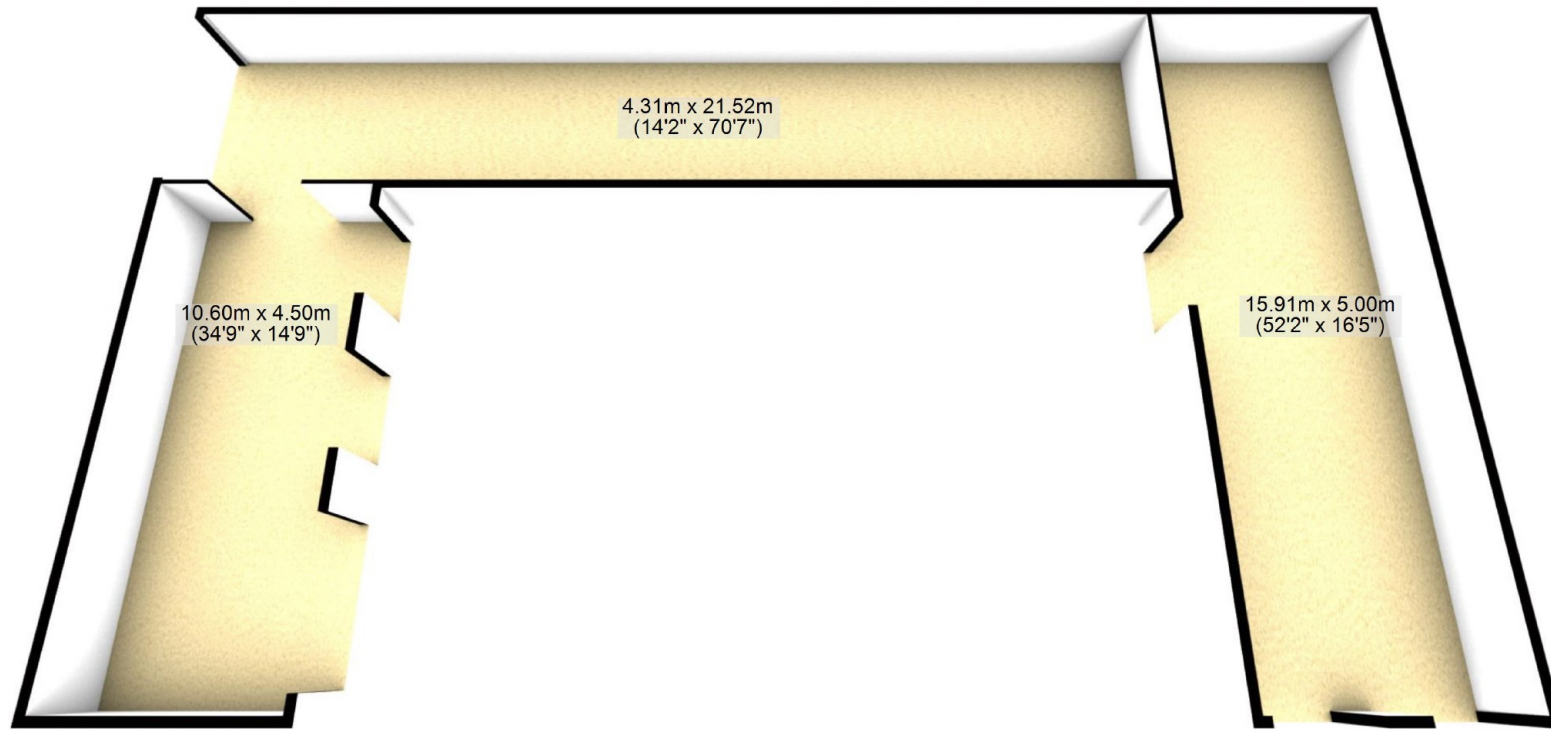 4.31m x 21.52m
(14'2" x 70'7")
10.60m x 4.50m
(34'9" x 14'9")
15.91m x 5.00m
(52'2" x 16'5")